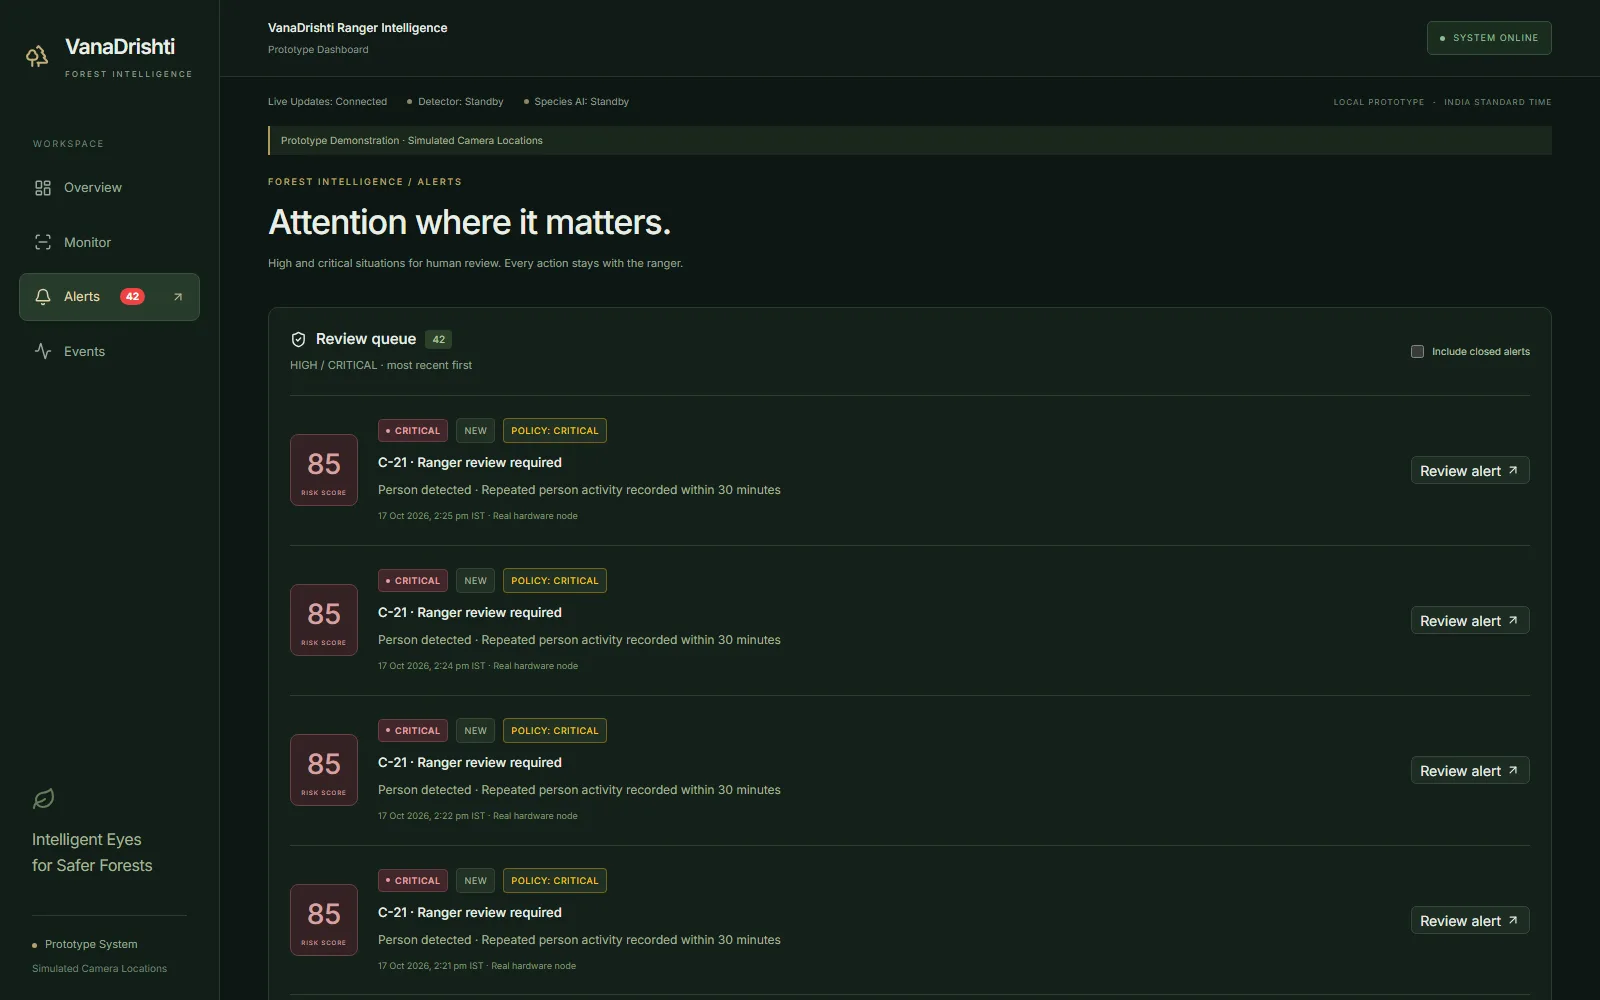 VanaDrishti
FOREST INTELLIGENCE
WORKSPACE
Overview
Monitor
Alerts 42
Events
Intelligent Eyes
for Safer Forests
Prototype System
Simulated Camera Locations
VanaDrishti Ranger Intelligence
Prototype Dashboard
SYSTEM ONLINE
Live Updates: Connected
Detector: Standby
Species AI: Standby
LOCAL PROTOTYPE · INDIA STANDARD TIME
Prototype Demonstration · Simulated Camera Locations
FOREST INTELLIGENCE / ALERTS
Attention where it matters.
High and critical situations for human review. Every action stays with the ranger.
Review queue 42
HIGH / CRITICAL · most recent first
Include closed alerts
85
RISK SCORE
CRITICAL NEW POLICY: CRITICAL
C-21 · Ranger review required
Person detected · Repeated person activity recorded within 30 minutes
17 Oct 2026, 2:25 pm IST · Real hardware node
Review alert
85
RISK SCORE
CRITICAL NEW POLICY: CRITICAL
C-21 · Ranger review required
Person detected · Repeated person activity recorded within 30 minutes
17 Oct 2026, 2:24 pm IST · Real hardware node
Review alert
85
RISK SCORE
CRITICAL NEW POLICY: CRITICAL
C-21 · Ranger review required
Person detected · Repeated person activity recorded within 30 minutes
17 Oct 2026, 2:22 pm IST · Real hardware node
Review alert
85
RISK SCORE
CRITICAL NEW POLICY: CRITICAL
C-21 · Ranger review required
Person detected · Repeated person activity recorded within 30 minutes
17 Oct 2026, 2:21 pm IST · Real hardware node
Review alert